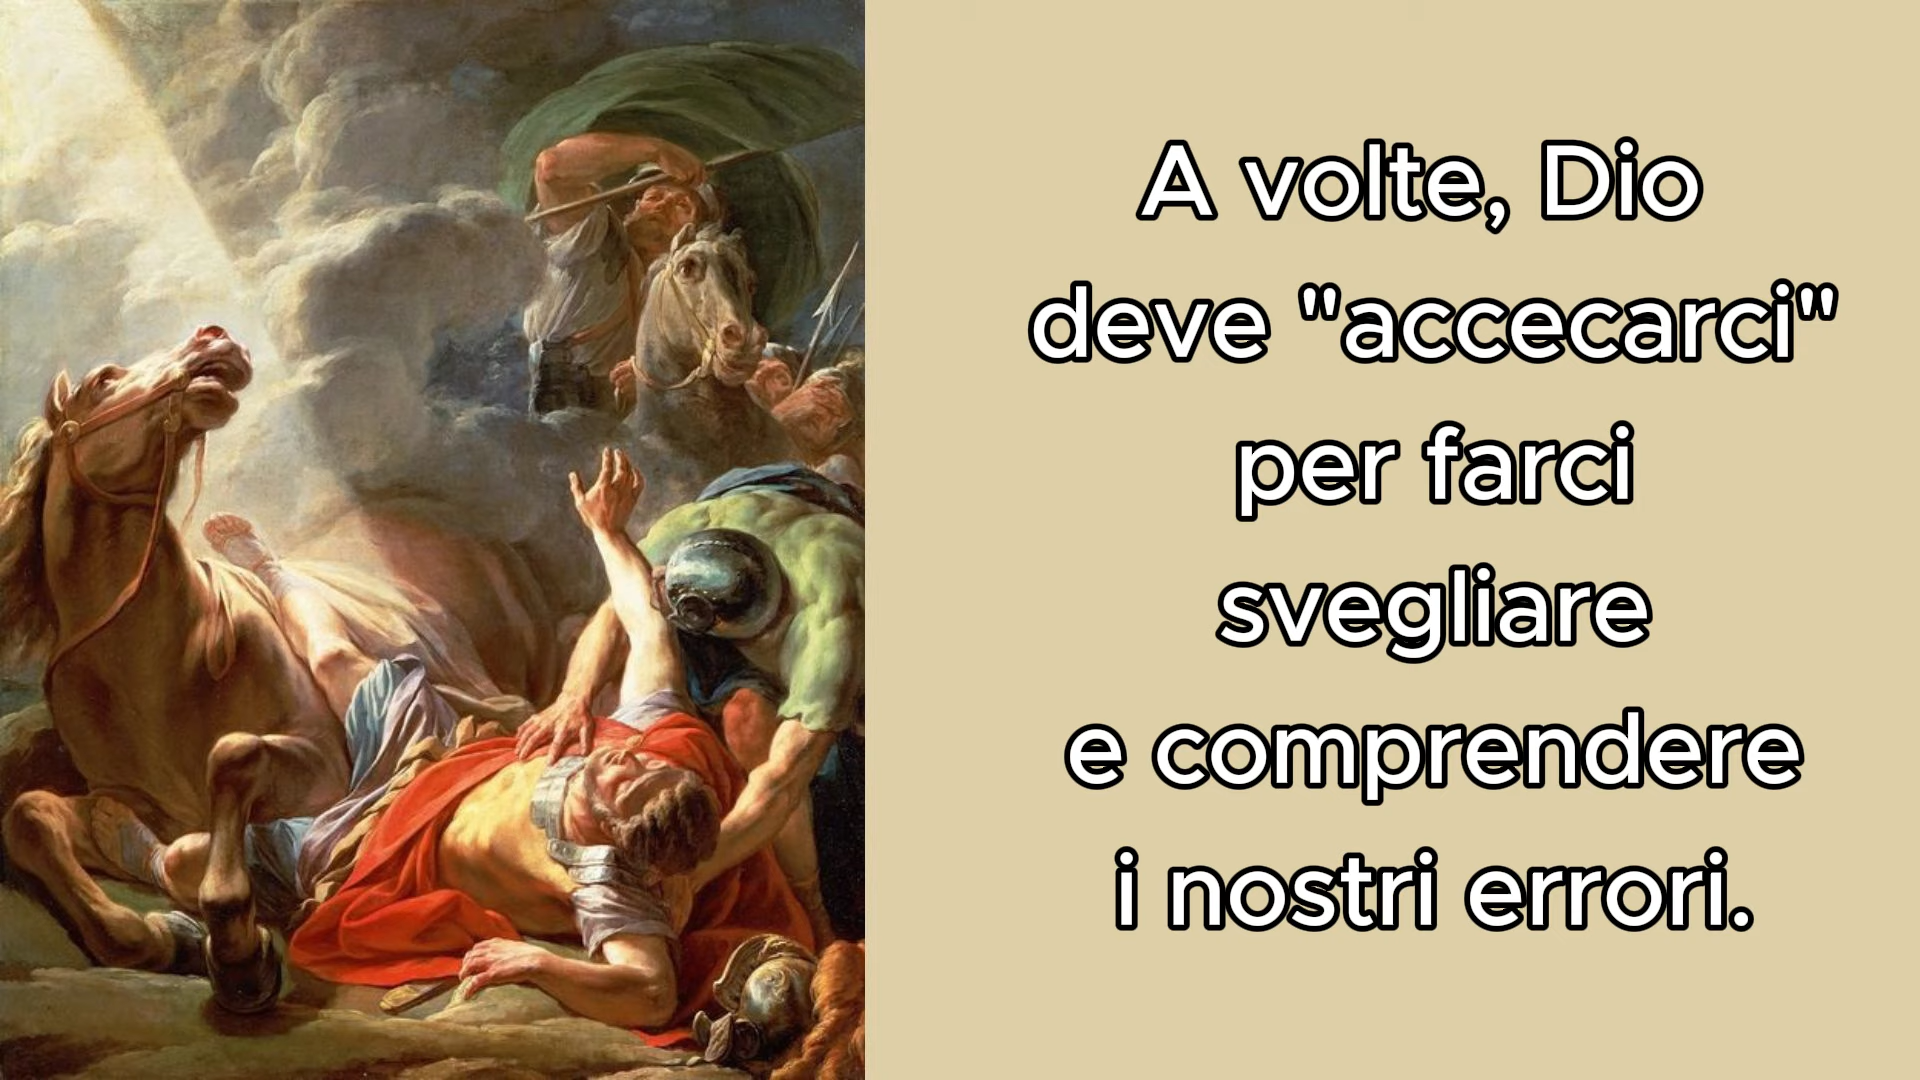 A volte, Dio
deve "accecarci"
per farci
svegliare
e comprendere
i nostri errori.